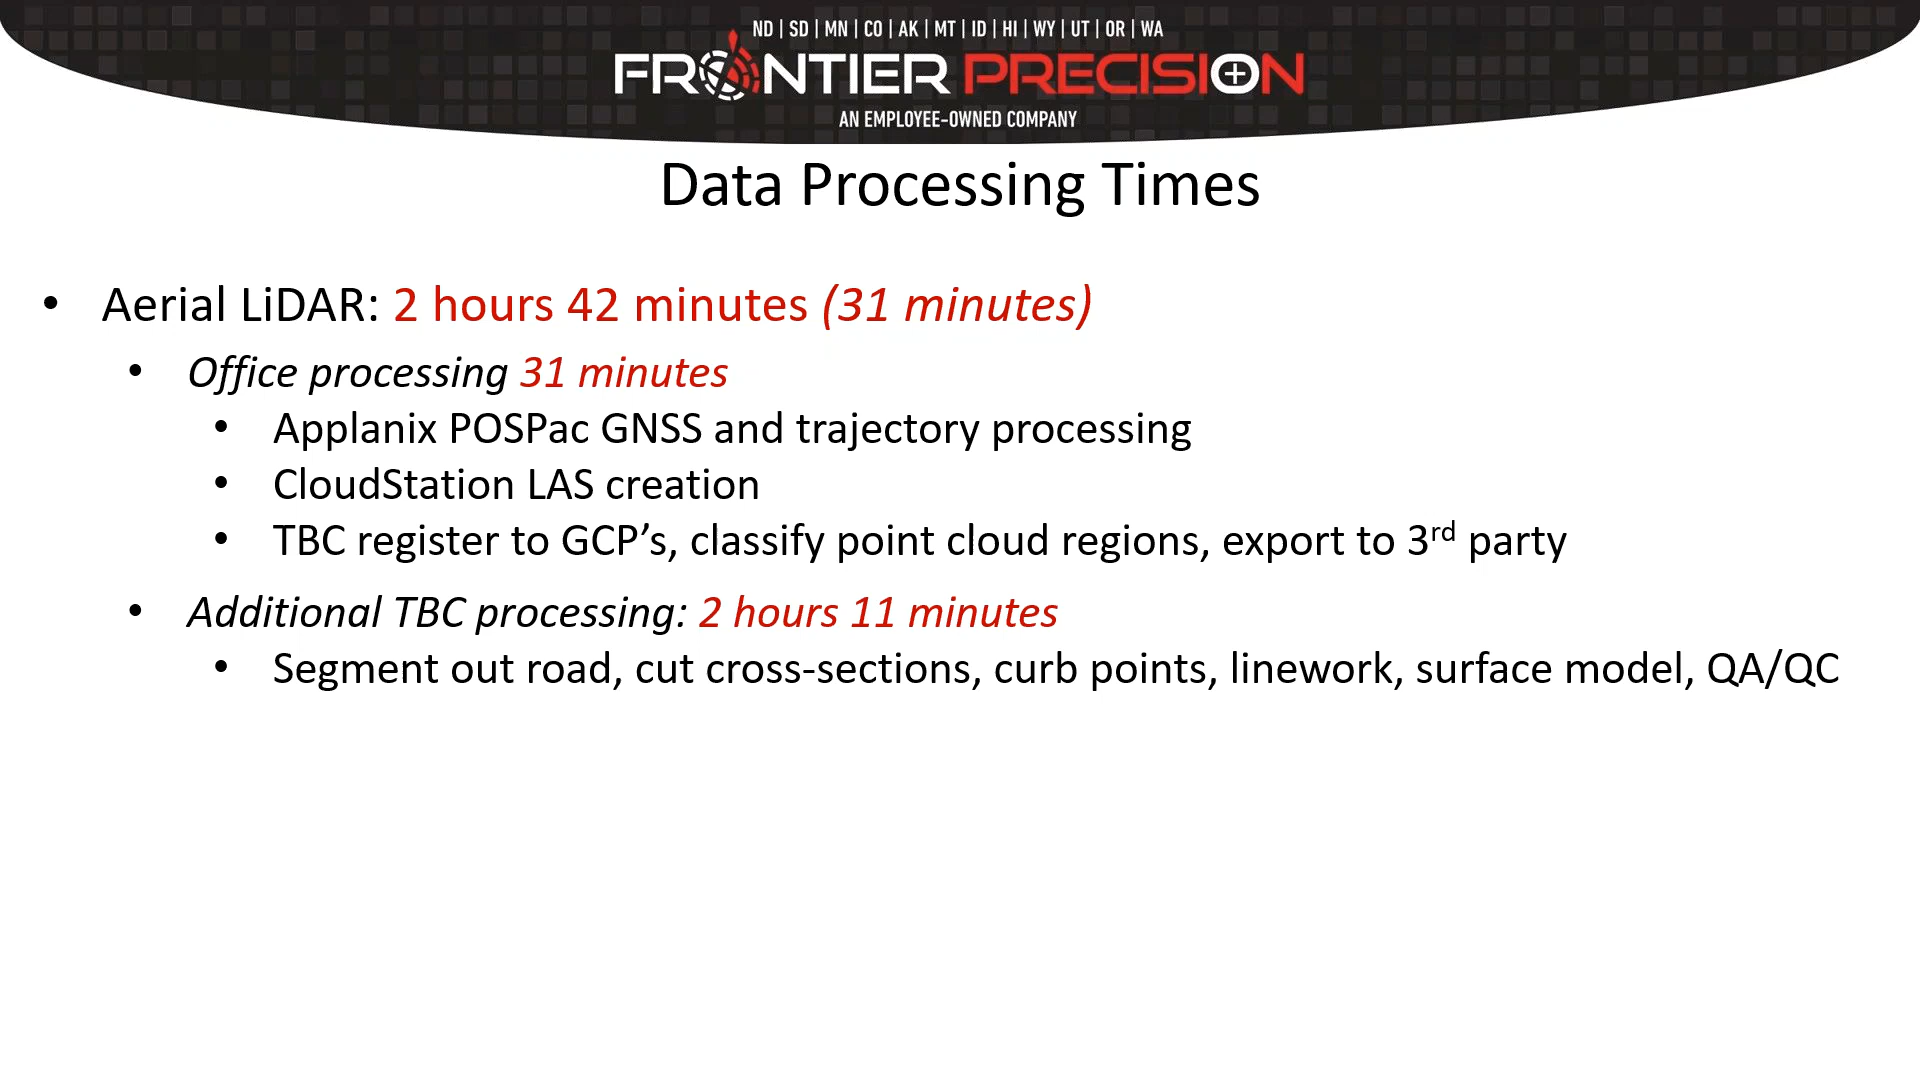 ND | SD | MN | CO | AK | MT | ID | HI | WY | UT | OR | WA
FRONTIER PRECISION
AN EMPLOYEE-OWNED COMPANY
Data Processing Times
• Aerial LiDAR: 2 hours 42 minutes (31 minutes)
• Office processing 31 minutes
• Applanix POSPac GNSS and trajectory processing
• CloudStation LAS creation
• TBC register to GCP’s, classify point cloud regions, export to 3rd party
• Additional TBC processing: 2 hours 11 minutes
• Segment out road, cut cross-sections, curb points, linework, surface model, QA/QC